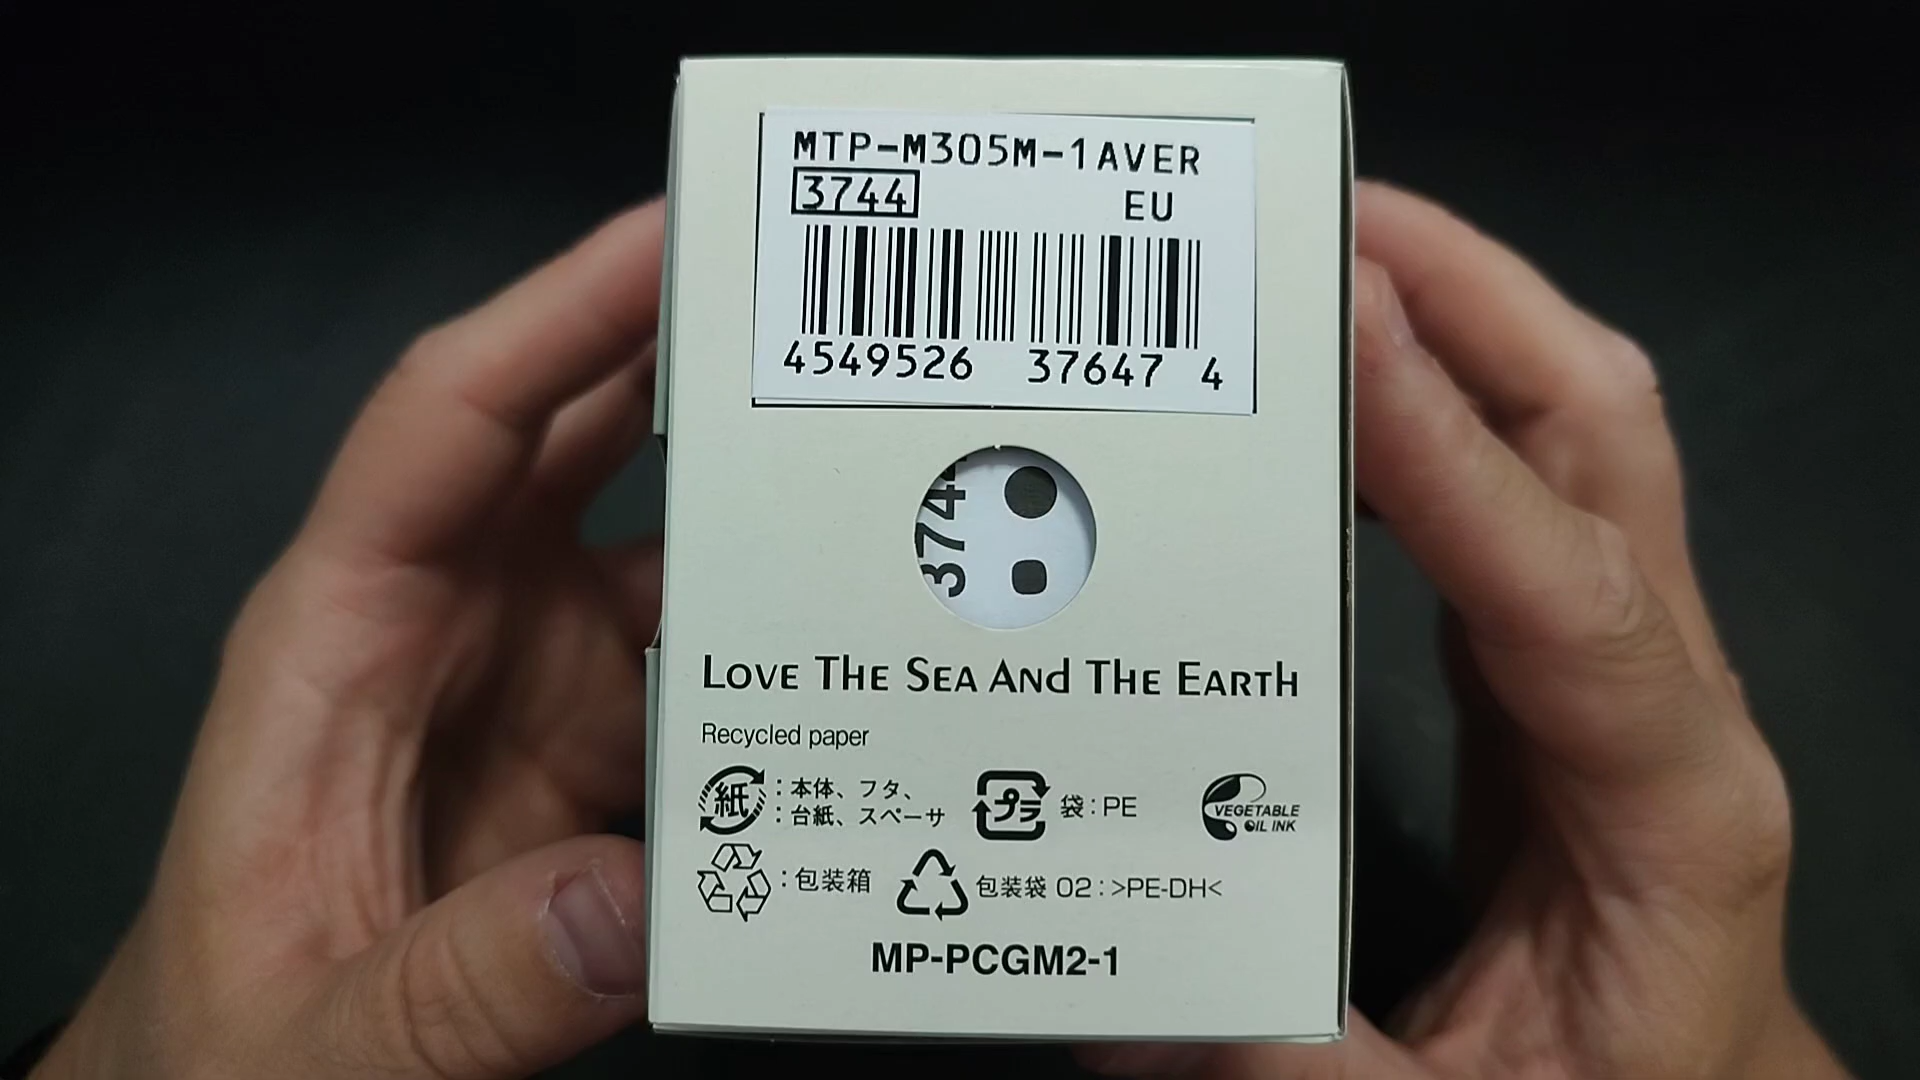 MTP-M305M-1AVER
3744
EU
4549526 37647 4
3744
LOVE THE SEA AND THE EARTH
Recycled paper
紙 : 本体、フタ、
: 台紙、スペーサ
プラ 袋 : PE
VEGETABLE
OIL INK
: 包装箱
包装袋 02 : >PE-DH<
MP-PCGM2-1